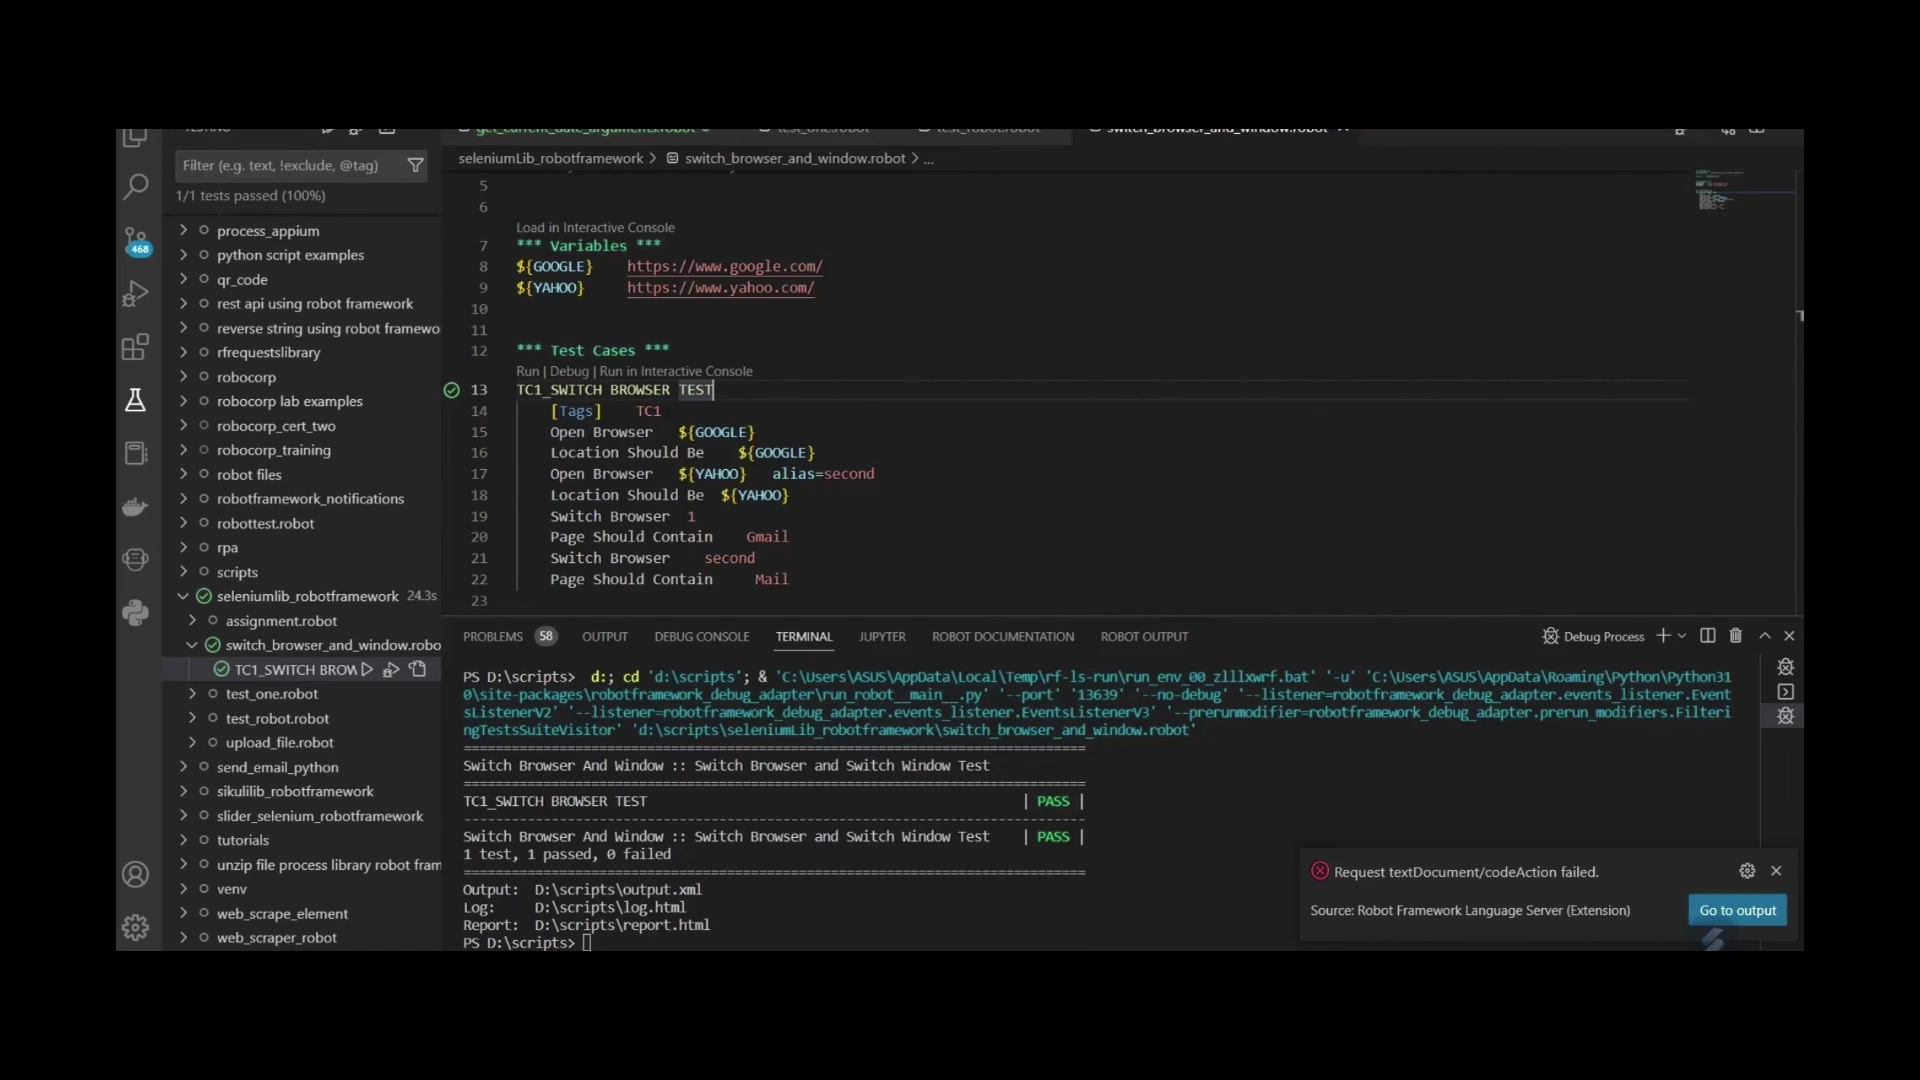 TESTING
get_current_date_arguments.robot
test_one.robot
test_robot.robot
switch_browser_and_window.robot
Filter (e.g. text, !exclude, @tag)
1/1 tests passed (100%)
468
process_appium
python script examples
qr_code
rest api using robot framework
reverse string using robot framewo
rfrequestslibrary
robocorp
robocorp lab examples
robocorp_cert_two
robocorp_training
robot files
robotframework_notifications
robottest.robot
rpa
scripts
seleniumlib_robotframework 24.3s
assignment.robot
switch_browser_and_window.robo
TC1_SWITCH BROW
test_one.robot
test_robot.robot
upload_file.robot
send_email_python
sikulilib_robotframework
slider_selenium_robotframework
tutorials
unzip file process library robot fram
venv
web_scrape_element
web_scraper_robot
seleniumLib_robotframework > switch_browser_and_window.robot > ...
5
6
Load in Interactive Console
7 *** Variables ***
8 ${GOOGLE} https://www.google.com/
9 ${YAHOO} https://www.yahoo.com/
10
11
12 *** Test Cases ***
Run | Debug | Run in Interactive Console
13 TC1_SWITCH BROWSER TEST
14 [Tags] TC1
15 Open Browser ${GOOGLE}
16 Location Should Be ${GOOGLE}
17 Open Browser ${YAHOO} alias=second
18 Location Should Be ${YAHOO}
19 Switch Browser 1
20 Page Should Contain Gmail
21 Switch Browser second
22 Page Should Contain Mail
23
PROBLEMS 58 OUTPUT DEBUG CONSOLE TERMINAL JUPYTER ROBOT DOCUMENTATION ROBOT OUTPUT
Debug Process
PS D:\scripts> d:; cd 'd:\scripts'; & 'C:\Users\ASUS\AppData\Local\Temp\rf-ls-run\run_env_00_zlllxwrf.bat' '-u' 'C:\Users\ASUS\AppData\Roaming\Python\Python31
0\site-packages\robotframework_debug_adapter\run_robot__main__.py' '--port' '13639' '--no-debug' '--listener=robotframework_debug_adapter.events_listener.Event
sListenerV2' '--listener=robotframework_debug_adapter.events_listener.EventsListenerV3' '--prerunmodifier=robotframework_debug_adapter.prerun_modifiers.Filteri
ngTestsSuiteVisitor' 'd:\scripts\seleniumLib_robotframework\switch_browser_and_window.robot'
==============================================================================
Switch Browser And Window :: Switch Browser and Switch Window Test
==============================================================================
TC1_SWITCH BROWSER TEST | PASS |
------------------------------------------------------------------------------
Switch Browser And Window :: Switch Browser and Switch Window Test | PASS |
1 test, 1 passed, 0 failed
==============================================================================
Output: D:\scripts\output.xml
Log: D:\scripts\log.html
Report: D:\scripts\report.html
PS D:\scripts>
Request textDocument/codeAction failed.
Source: Robot Framework Language Server (Extension)
Go to output